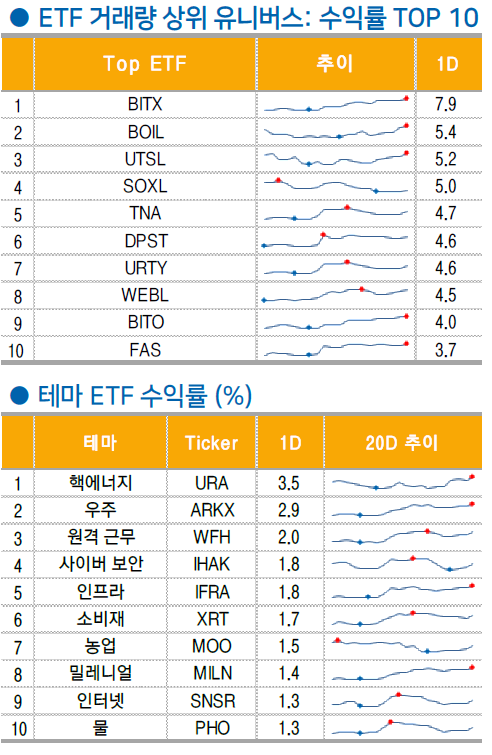 ● ETF 거래량 상위 유니버스: 수익률 TOP 10
Top ETF 추이 1D
1 BITX 7.9
2 BOIL 5.4
3 UTSL 5.2
4 SOXL 5.0
5 TNA 4.7
6 DPST 4.6
7 URTY 4.6
8 WEBL 4.5
9 BITO 4.0
10 FAS 3.7
● 테마 ETF 수익률 (%)
테마 Ticker 1D 20D 추이
1 핵에너지 URA 3.5
2 우주 ARKX 2.9
3 원격 근무 WFH 2.0
4 사이버 보안 IHAK 1.8
5 인프라 IFRA 1.8
6 소비재 XRT 1.7
7 농업 MOO 1.5
8 밀레니얼 MILN 1.4
9 인터넷 SNSR 1.3
10 물 PHO 1.3